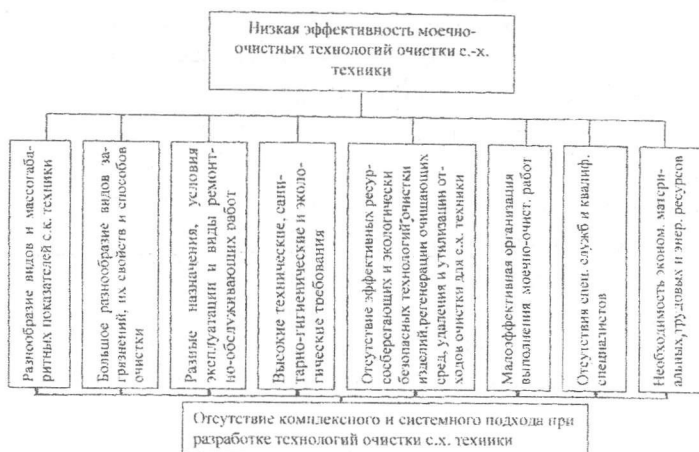 Низкая эффективность моечно-
очистных технологий очистки с.-х.
техники
Разнообразие видов и массогаба-
ритных показателей с.к. техники
Большое разнообразие видов за-
грязнений, их свойств и способов
очистки
Разные назначения, условия
эксплуатации и виды ремонт-
но-обслуживающих работ
Высокие технические, сани-
тарно-гигиенические и эколо-
гические требования
Отсутствие эффективных ресур-
сосберегающих и экологически
безопасных технологий очистки
изделий, регенерации очищающих
сред, удаления и утилизации от-
ходов очистки для с.х. техники
Малоэффективная организация
выполнения моечно-очист. работ
Отсутствия спец. служб и квалиф.
специалистов
Необходимость эконом. матери-
альных, трудовых и энер. ресурсов
Отсутствие комплексного и системного подхода при
разработке технологий очистки с.х. техники